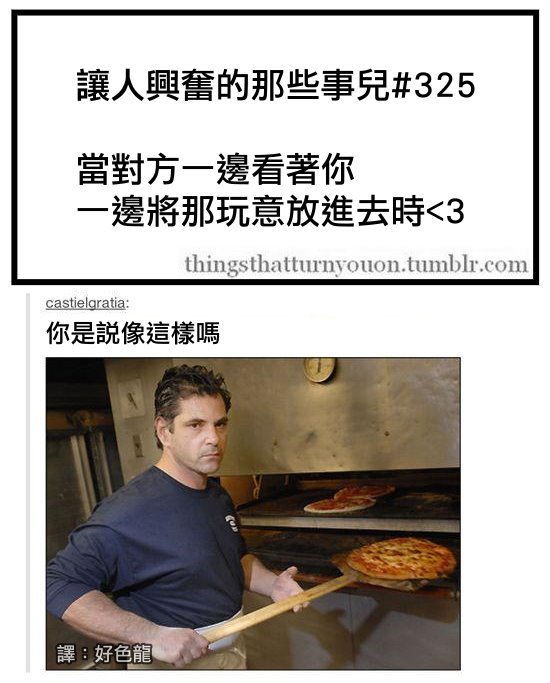 讓人興奮的那些事兒#325
當對方一邊看著你
一邊將那玩意放進去時<3
thingsthatturnyouon.tumblr.com
castielgratia:
你是說像這樣嗎
譯：好色龍